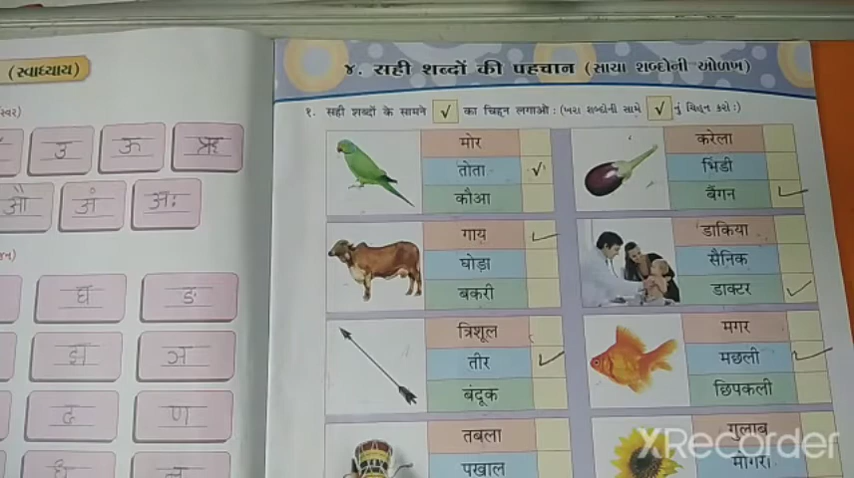 (स्वाध्याय)
स्वर)
उ ऊ ऋ
औ अं अः
घ ङ
झ ञ
ढ ण
४. सही शब्दों की पहचान (સાચા શબ્દોની ઓળખ)
१. सही शब्दों के सामने √ का चिह्न लगाओ : (ખરા શબ્દોની સામે √ નું ચિહ્ન કરો :)
मोर
तोता √
कौआ
करेला
भिंडी
बैंगन ✓
गाय ✓
घोड़ा
बकरी
डाकिया
सैनिक
डाक्टर ✓
त्रिशूल
तीर ✓
बंदूक
मगर
मछली ✓
छिपकली
तबला
पखाल
गुलाब
मोगरा
XRecorder